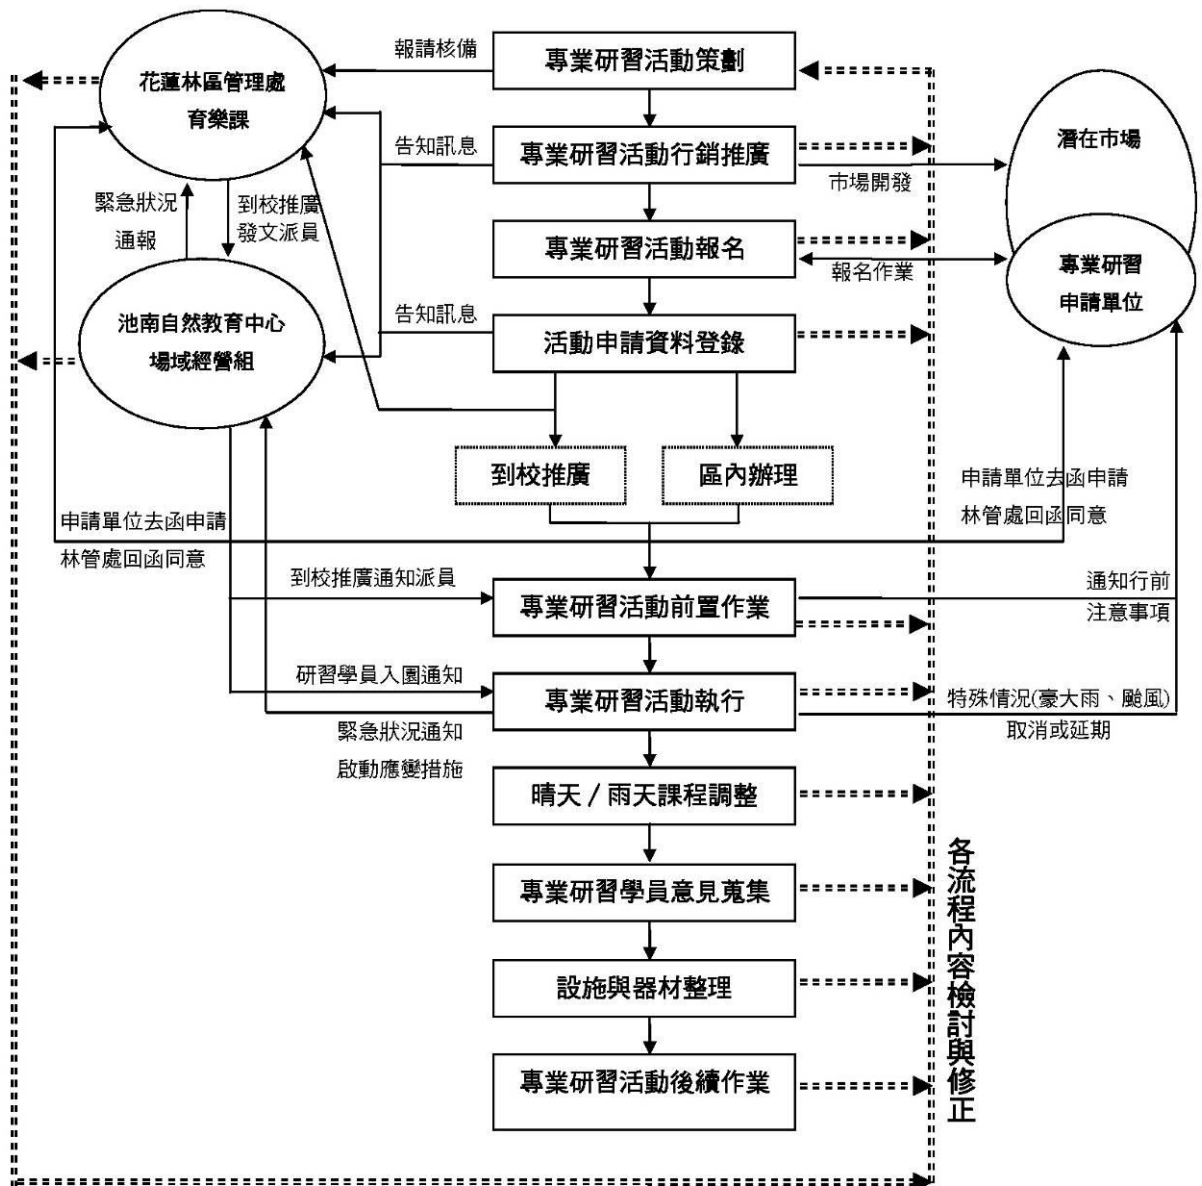 報請核備
專業研習活動策劃
花蓮林區管理處
育樂課
告知訊息
專業研習活動行銷推廣
市場開發
潛在市場
緊急狀況
通報
到校推廣
發文派員
專業研習活動報名
報名作業
專業研習
申請單位
池南自然教育中心
場域經營組
告知訊息
活動申請資料登錄
到校推廣
區內辦理
申請單位去函申請
林管處回函同意
申請單位去函申請
林管處回函同意
到校推廣通知派員
專業研習活動前置作業
通知行前
注意事項
研習學員入園通知
專業研習活動執行
特殊情況(豪大雨、颱風)
取消或延期
緊急狀況通知
啟動應變措施
晴天／雨天課程調整
專業研習學員意見蒐集
設施與器材整理
專業研習活動後續作業
各流程內容檢討與修正